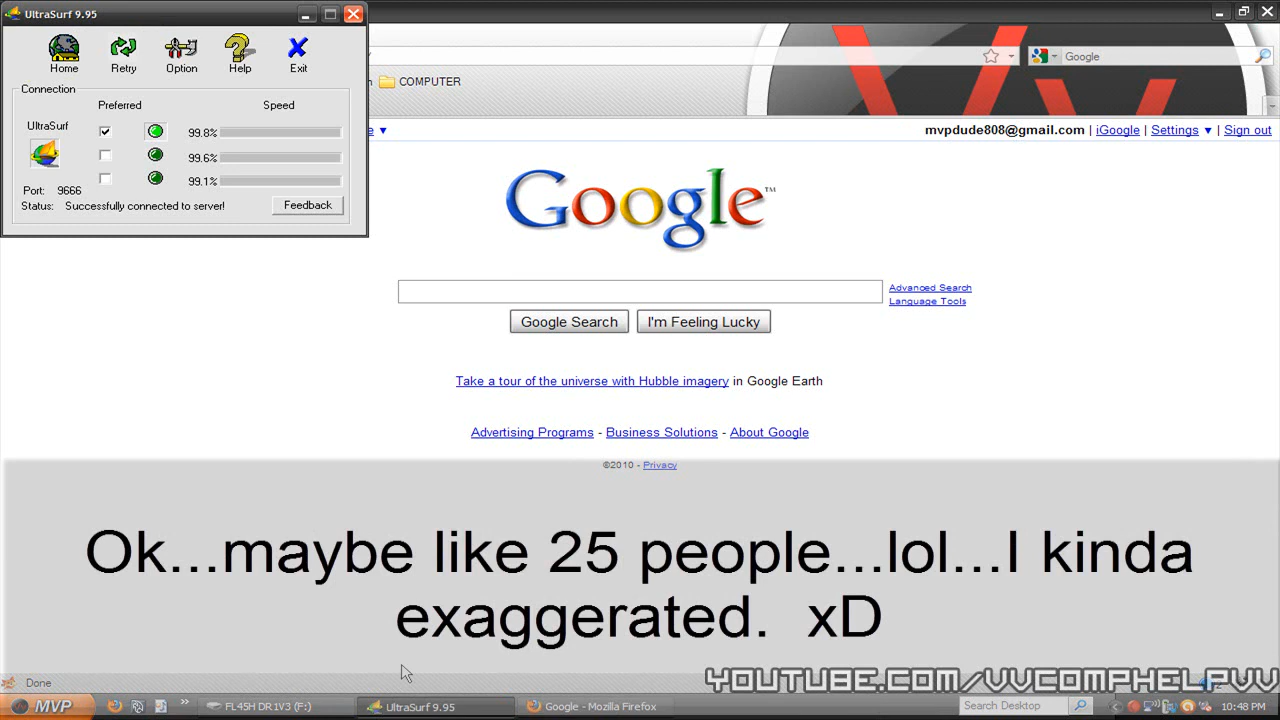 UltraSurf 9.95
Home Retry Option Help Exit
Connection
Preferred Speed
UltraSurf
99.8%
99.6%
99.1%
Port: 9666
Status: Successfully connected to server!
Feedback
COMPUTER
Google
mvpdude808@gmail.com | iGoogle | Settings ▼ | Sign out
Google™
Advanced Search
Language Tools
Google Search I'm Feeling Lucky
Take a tour of the universe with Hubble imagery in Google Earth
Advertising Programs - Business Solutions - About Google
©2010 - Privacy
Ok...maybe like 25 people...lol...I kinda
exaggerated. xD
Done
YOUTUBE.COM/VVCOMPHELPVV
MVP FL45H DR1V3 (F:) UltraSurf 9.95 Google - Mozilla Firefox Search Desktop 10:48 PM